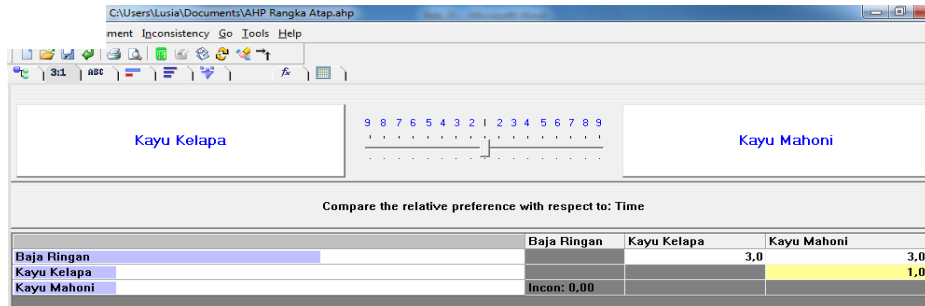 C:\Users\Lusia\Documents\AHP Rangka Atap.ahp
ment Inconsistency Go Tools Help
3:1 ABC fx
9 8 7 6 5 4 3 2 1 2 3 4 5 6 7 8 9
Kayu Kelapa Kayu Mahoni
Compare the relative preference with respect to: Time
Baja Ringan Kayu Kelapa Kayu Mahoni
Baja Ringan 3,0 3,0
Kayu Kelapa 1,0
Kayu Mahoni Incon: 0,00